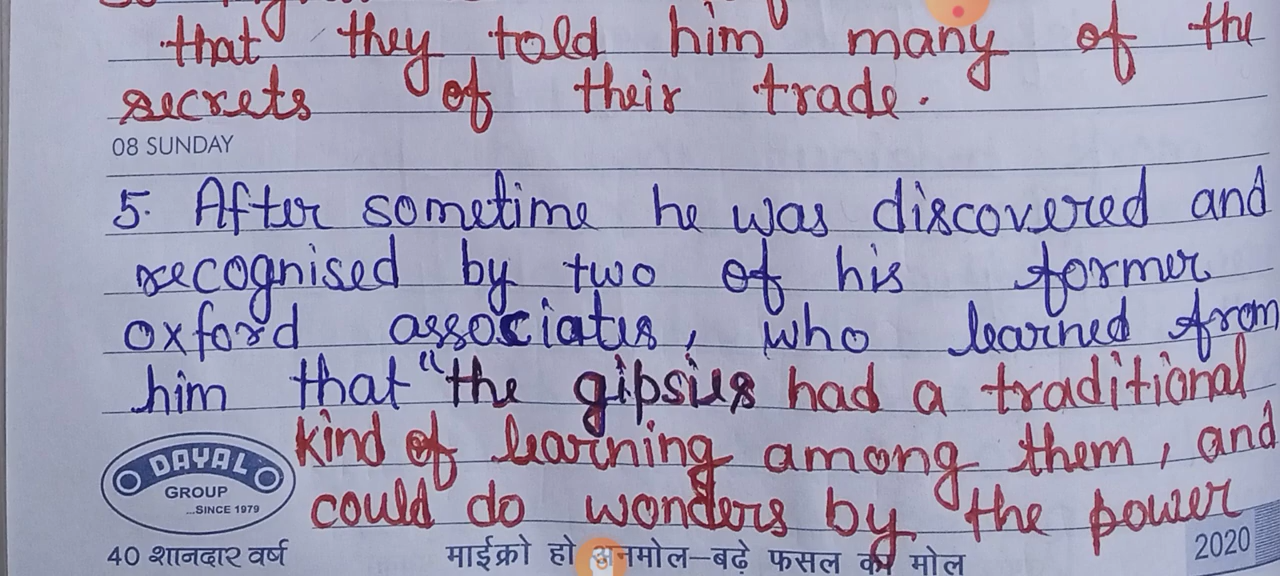 that they told him many of the
secrets of their trade.
08 SUNDAY
5. After sometime he was discovered and
recognised by two of his former
oxford associates, who learned from
him that "the gipsies had a traditional
kind of learning among them, and
could do wonders by the power
DAYAL
GROUP
...SINCE 1979
40 शानदार वर्ष माईक्रो हो अनमोल-बढ़े फसल का मोल 2020